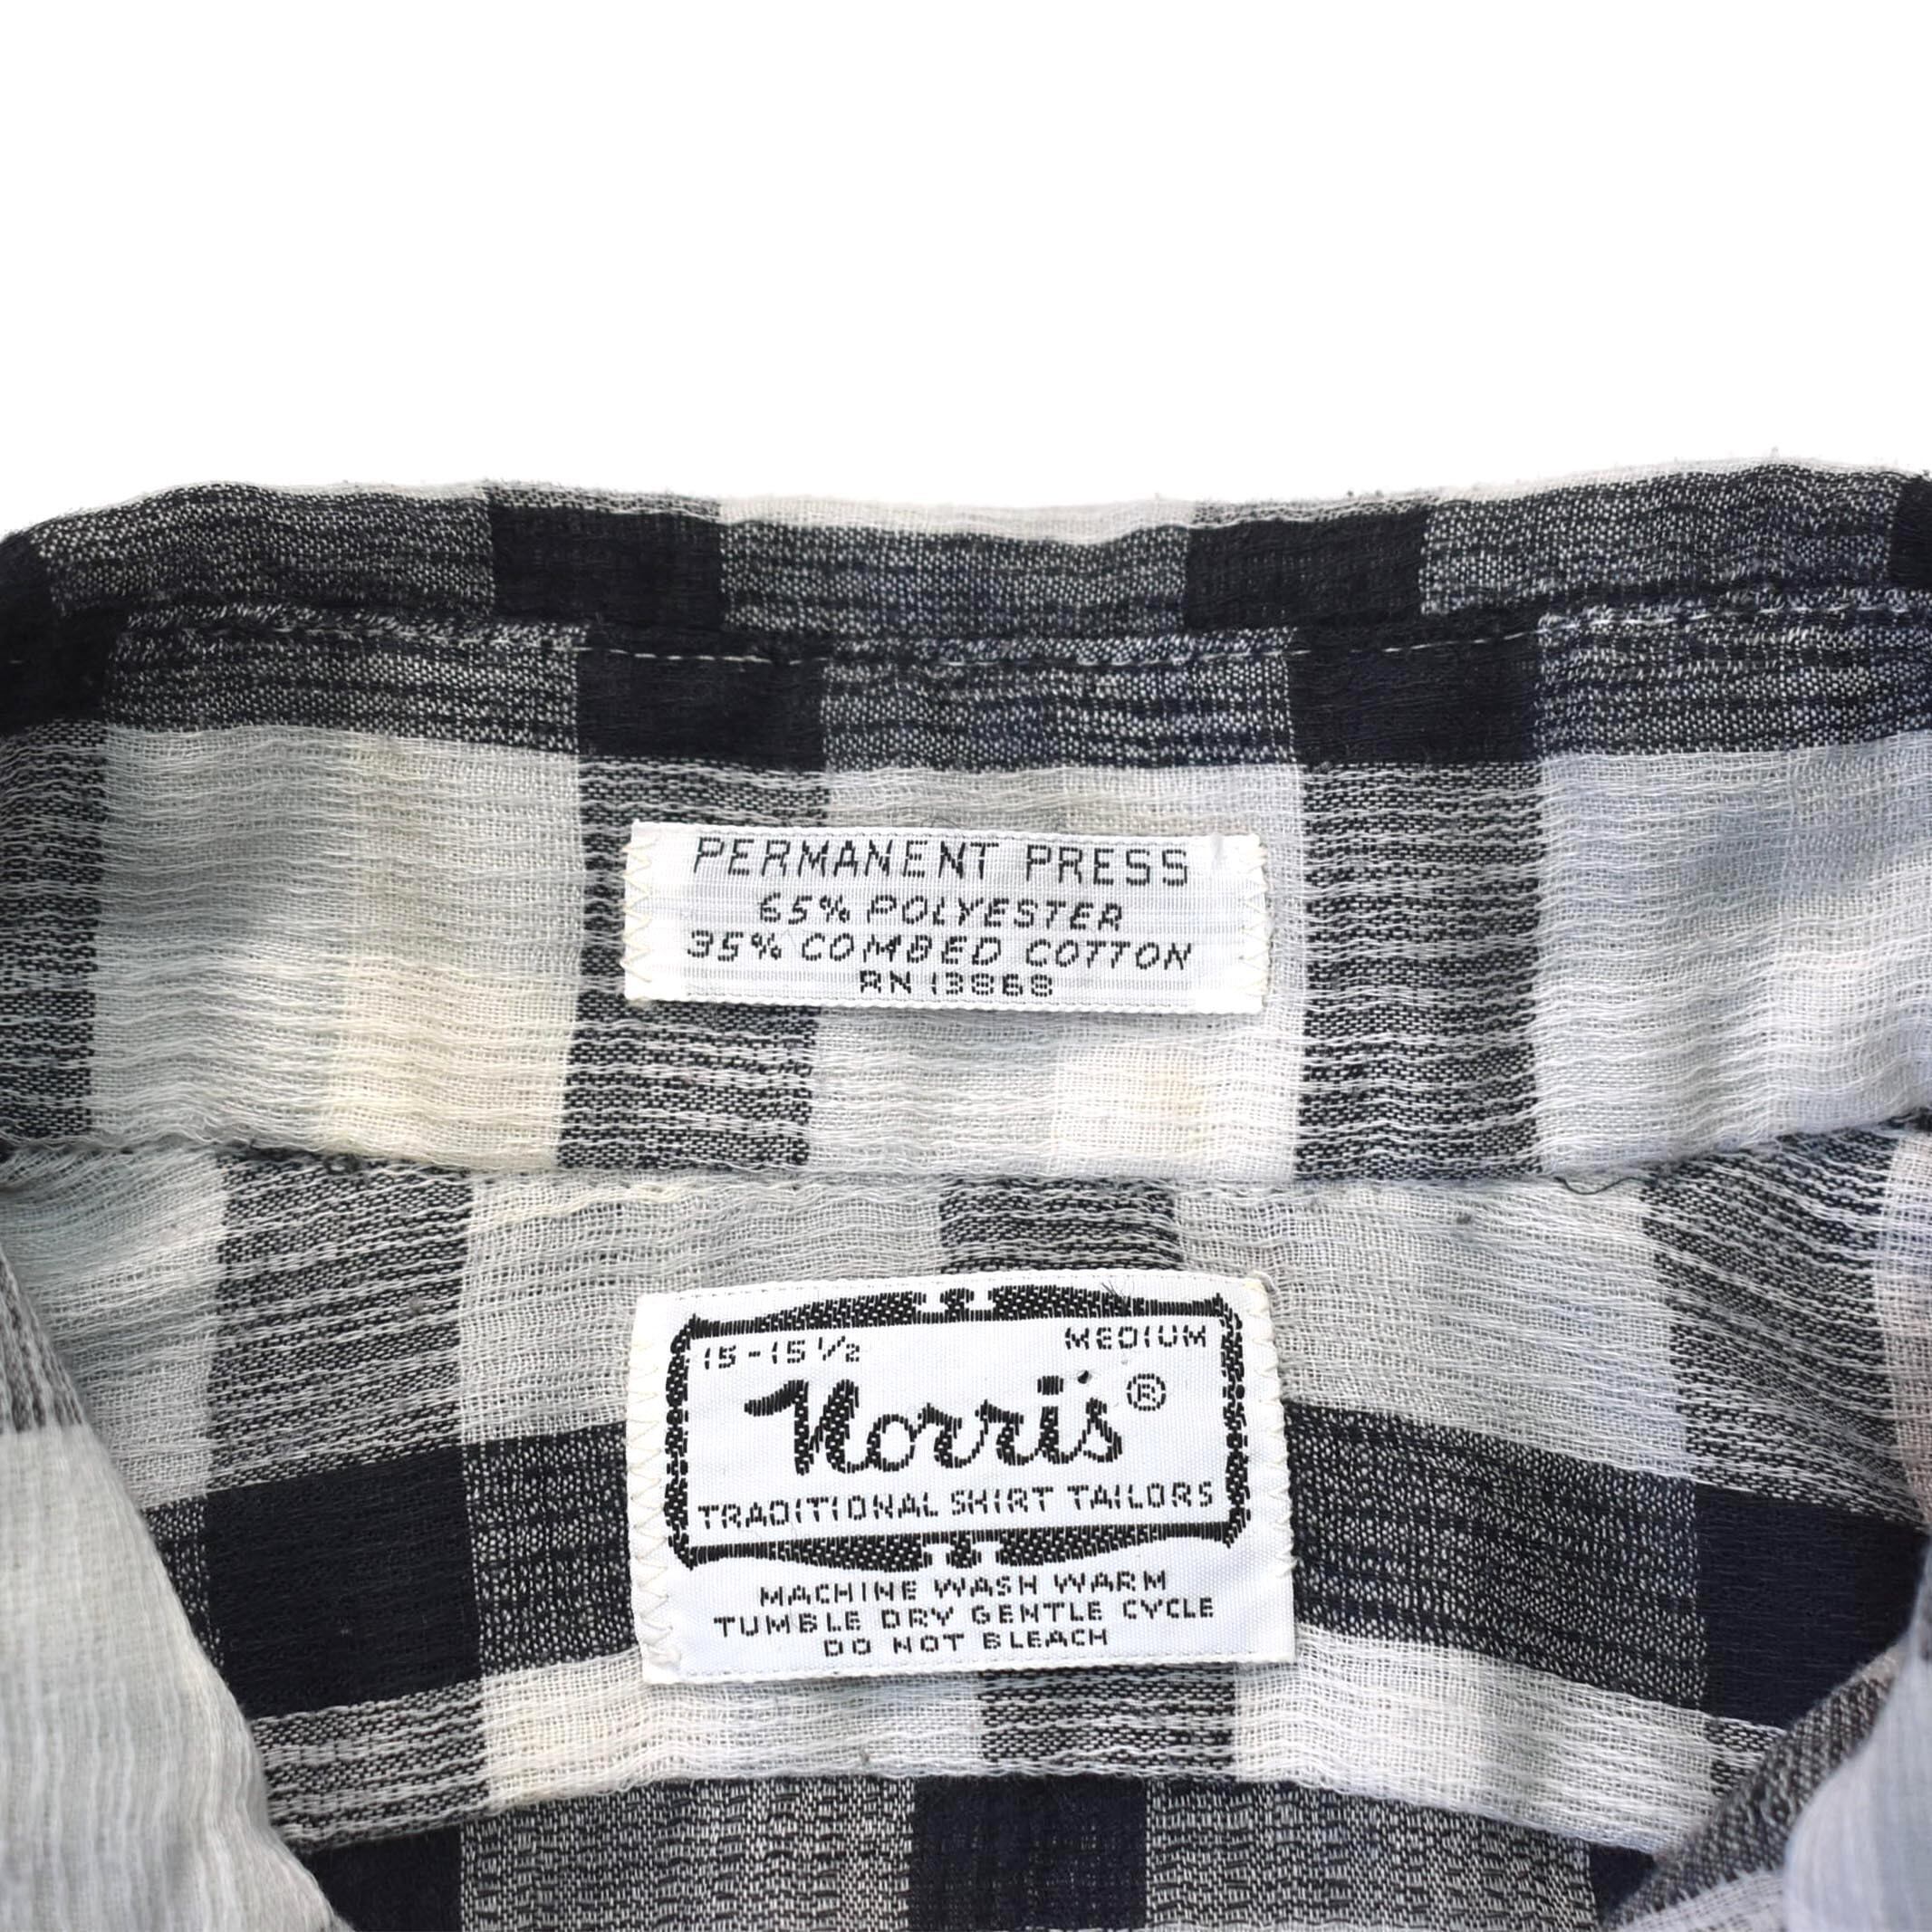 PERMANENT PRESS
65% POLYESTER
35% COMBED COTTON
RN 13868
15-15½ MEDIUM
Norris®
TRADITIONAL SHIRT TAILORS
MACHINE WASH WARM
TUMBLE DRY GENTLE CYCLE
DO NOT BLEACH